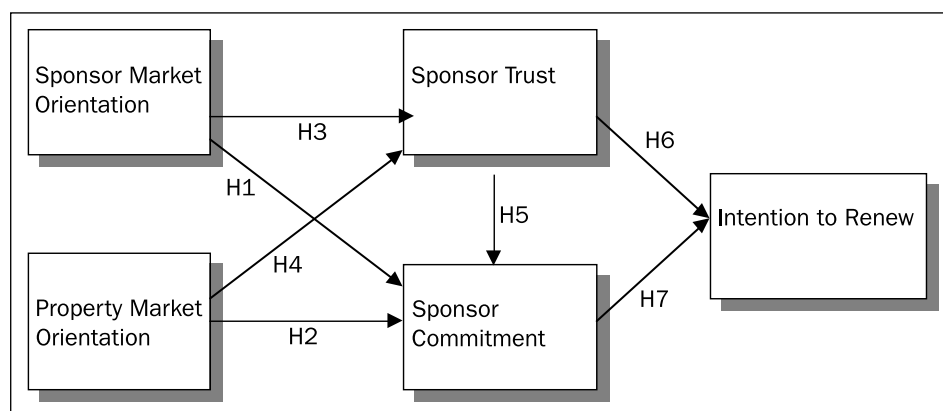 Sponsor Market
Orientation
Sponsor Trust
H3
H6
H1
H5
Intention to Renew
H4
Property Market
Orientation
H2
Sponsor
Commitment
H7